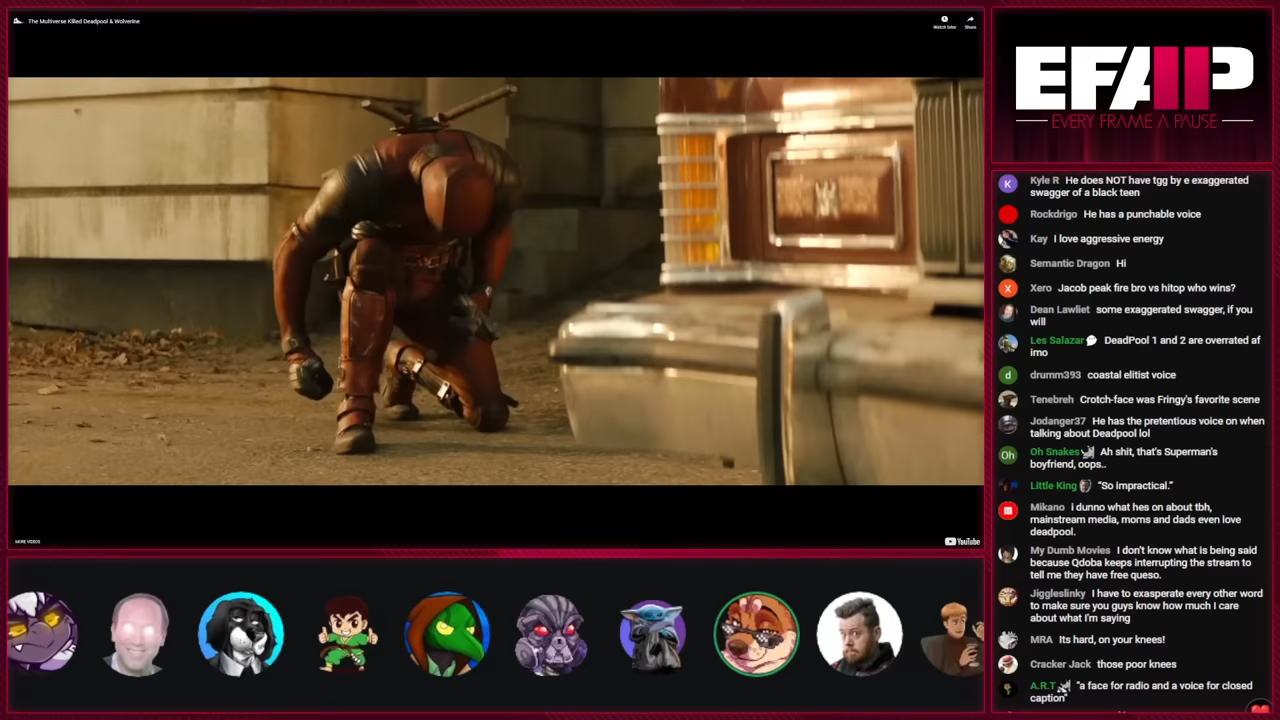 The Multiverse Killed Deadpool & Wolverine
Watch later
Share
MORE VIDEOS
YouTube
EFAP
EVERY FRAME A PAUSE
Kyle R He does NOT have tgg by e exaggerated
swagger of a black teen
Rockdrigo He has a punchable voice
Kay I love aggressive energy
Semantic Dragon Hi
X
Xero Jacob peak fire bro vs hitop who wins?
Dean Lawliet some exaggerated swagger, if you
will
Les Salazar DeadPool 1 and 2 are overrated af
imo
d
drumm393 coastal elitist voice
Tenebreh Crotch-face was Fringy's favorite scene
Jodanger37 He has the pretentious voice on when
talking about Deadpool lol
Oh
Oh Snakes Ah shit, that's Superman's
boyfriend, oops..
Little King “So impractical.”
m
Mikano i dunno what hes on about tbh,
mainstream media, moms and dads even love
deadpool.
My Dumb Movies I don't know what is being said
because Qdoba keeps interrupting the stream to
tell me they have free queso.
Jiggleslinky I have to exasperate every other word
to make sure you guys know how much I care
about what I'm saying
MRA Its hard, on your knees!
Cracker Jack those poor knees
A.R.T "a face for radio and a voice for closed
caption"